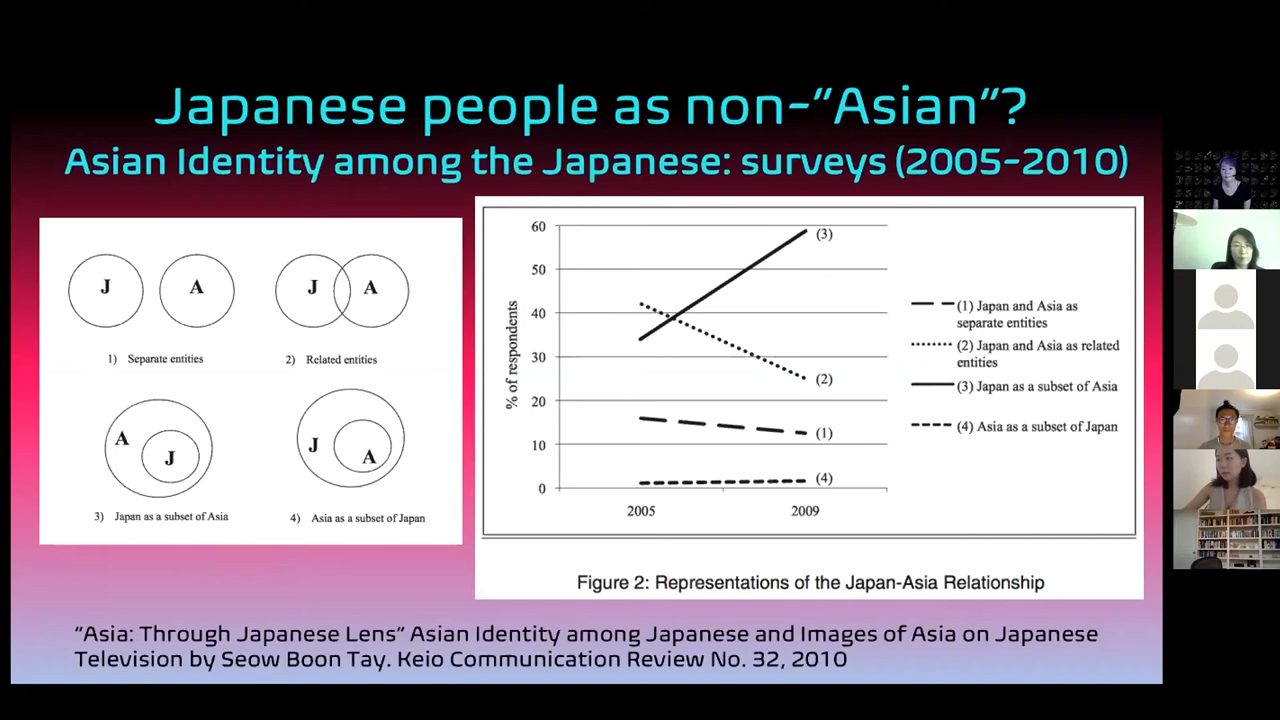 Japanese people as non-"Asian"?
Asian Identity among the Japanese: surveys (2005-2010)
J
A
1) Separate entities
J
A
2) Related entities
A
J
3) Japan as a subset of Asia
J
A
4) Asia as a subset of Japan
% of respondents
60
50
40
30
20
10
0
2005
2009
(3)
(2)
(1)
(4)
(1) Japan and Asia as
separate entities
(2) Japan and Asia as related
entities
(3) Japan as a subset of Asia
(4) Asia as a subset of Japan
Figure 2: Representations of the Japan-Asia Relationship
"Asia: Through Japanese Lens" Asian Identity among Japanese and Images of Asia on Japanese
Television by Seow Boon Tay. Keio Communication Review No. 32, 2010